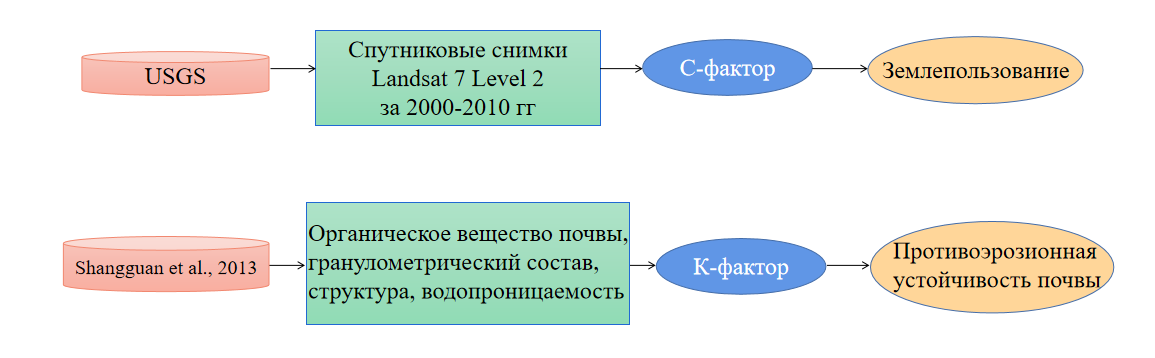 USGS
Спутниковые снимки
Landsat 7 Level 2
за 2000-2010 гг
С-фактор
Землепользование
Shangguan et al., 2013
Органическое вещество почвы,
гранулометрический состав,
структура, водопроницаемость
К-фактор
Противоэрозионная
устойчивость почвы